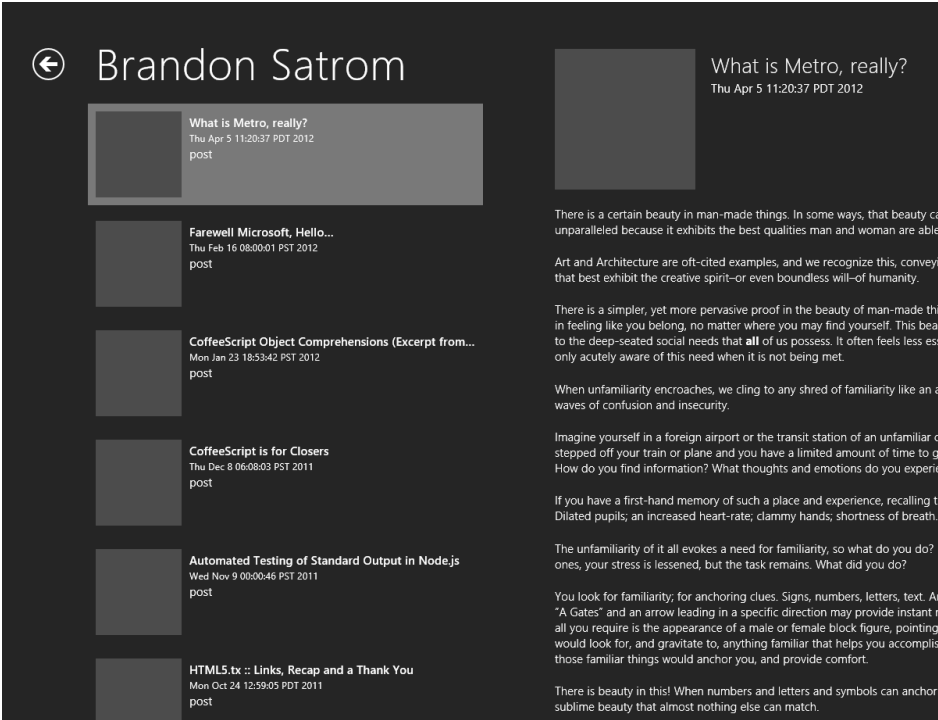 Brandon Satrom
What is Metro, really?
Thu Apr 5 11:20:37 PDT 2012
post
Farewell Microsoft, Hello...
Thu Feb 16 08:00:01 PST 2012
post
CoffeeScript Object Comprehensions (Excerpt from...
Mon Jan 23 18:53:42 PST 2012
post
CoffeeScript is for Closers
Thu Dec 8 06:08:03 PST 2011
post
Automated Testing of Standard Output in Node.js
Wed Nov 9 00:00:46 PST 2011
post
HTML5.tx :: Links, Recap and a Thank You
Mon Oct 24 12:59:05 PDT 2011
post
What is Metro, really?
Thu Apr 5 11:20:37 PDT 2012
There is a certain beauty in man-made things. In some ways, that beauty
unparalleled because it exhibits the best qualities man and woman are able
Art and Architecture are oft-cited examples, and we recognize this,
that best exhibit the creative spirit–or even boundless will–of humanity.
There is a simpler, yet more pervasive proof in the beauty of man-made
in feeling like you belong, no matter where you may find yourself. This
to the deep-seated social needs that all of us possess. It often feels less
only acutely aware of this need when it is not being met.
When unfamiliarity encroaches, we cling to any shred of familiarity like an
waves of confusion and insecurity.
Imagine yourself in a foreign airport or the transit station of an unfamiliar
stepped off your train or plane and you have a limited amount of time to
How do you find information? What thoughts and emotions do you
If you have a first-hand memory of such a place and experience, recalling
Dilated pupils; an increased heart-rate; clammy hands; shortness of breath.
The unfamiliarity of it all evokes a need for familiarity, so what do you do?
ones, your stress is lessened, but the task remains. What did you do?
You look for familiarity; for anchoring clues. Signs, numbers, letters, text.
“A Gates” and an arrow leading in a specific direction may provide instant
all you require is the appearance of a male or female block figure, pointing
would look for, and gravitate to, anything familiar that helps you
those familiar things would anchor you, and provide comfort.
There is beauty in this! When numbers and letters and symbols can anchor
sublime beauty that almost nothing else can match.